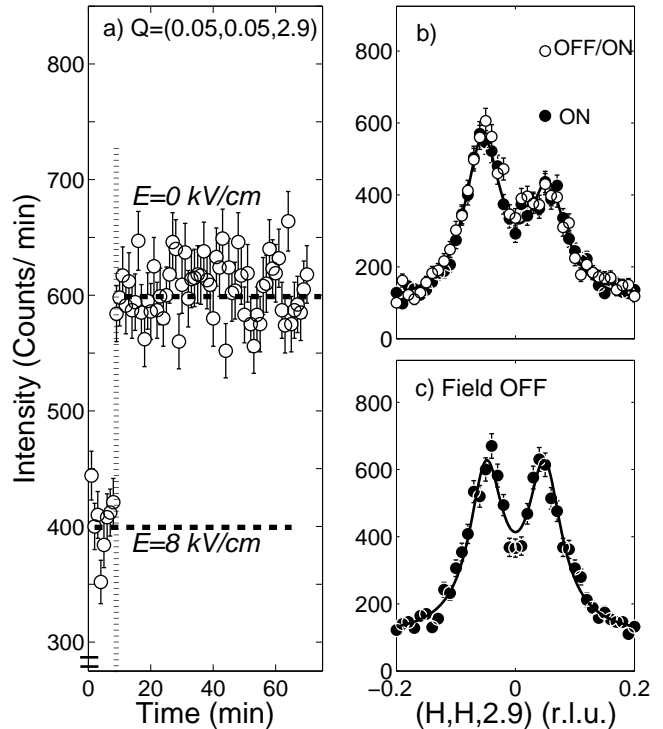 a) Q=(0.05,0.05,2.9)
800
700
600
500
400
300
E=0 kV/cm
E=8 kV/cm
0
20
40
60
Time (min)
Intensity (Counts/ min)
b)
OFF/ON
ON
800
600
400
200
0
c) Field OFF
800
600
400
200
0
−0.2
0
0.2
(H,H,2.9) (r.l.u.)